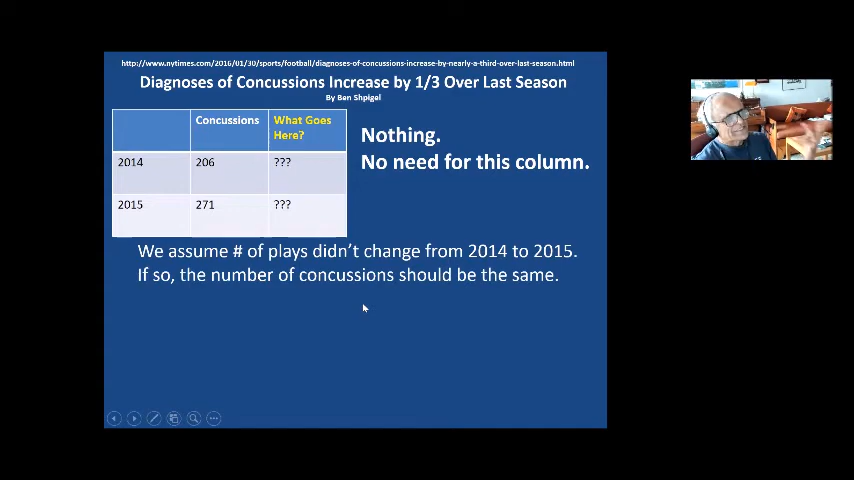 http://www.nytimes.com/2016/01/30/sports/football/diagnoses-of-concussions-increase-by-nearly-a-third-over-last-season.html
Diagnoses of Concussions Increase by 1/3 Over Last Season
By Ben Shpigel
Concussions
What Goes
Here?
2014
206
???
2015
271
???
Nothing.
No need for this column.
We assume # of plays didn't change from 2014 to 2015.
If so, the number of concussions should be the same.